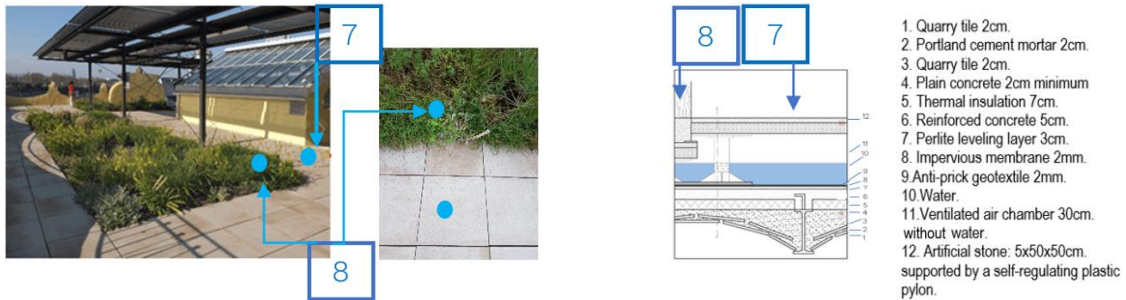 7
8
8
7
12
11
10
9
8
7
6
5
4
3
2
1
1. Quarry tile 2cm.
2. Portland cement mortar 2cm.
3. Quarry tile 2cm.
4. Plain concrete 2cm minimum
5. Thermal insulation 7cm.
6. Reinforced concrete 5cm.
7. Perlite leveling layer 3cm.
8. Impervious membrane 2mm.
9.Anti-prick geotextile 2mm.
10.Water.
11.Ventilated air chamber 30cm.
without water.
12. Artificial stone: 5x50x50cm.
supported by a self-regulating plastic
pylon.